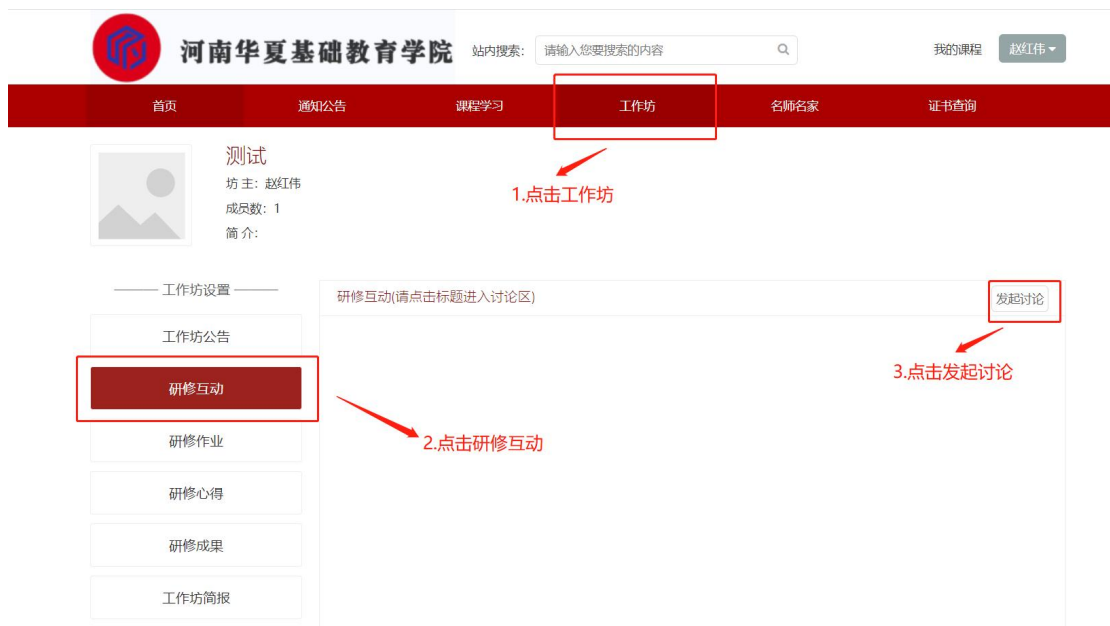 河南华夏基础教育学院 站内搜索： 请输入您要搜索的内容 我的课程 赵红伟
首页 通知公告 课程学习 工作坊 名师名家 证书查询
测试
坊 主：赵红伟
成员数：1
简 介：
1.点击工作坊
工作坊设置
研修互动(请点击标题进入讨论区)
发起讨论
工作坊公告
3.点击发起讨论
研修互动
研修作业
2.点击研修互动
研修心得
研修成果
工作坊简报